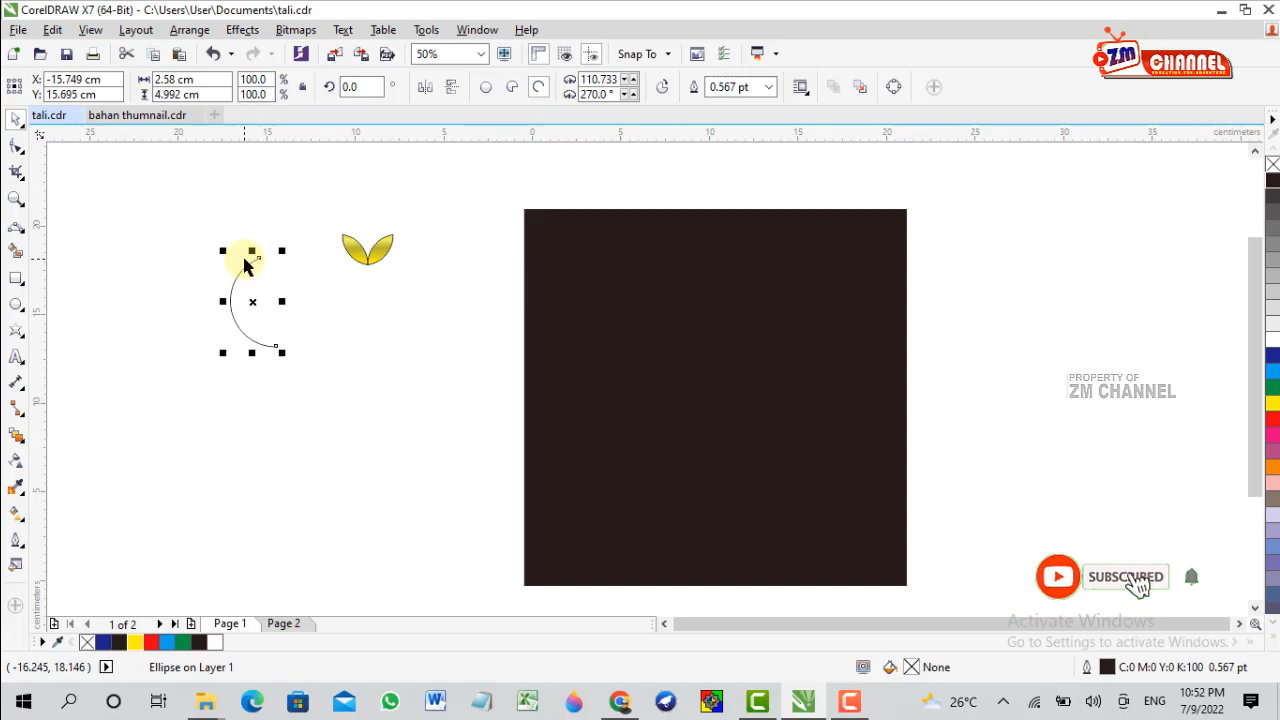 CorelDRAW X7 (64-Bit) - C:\Users\User\Documents\tali.cdr
File Edit View Layout Arrange Effects Bitmaps Text Table Tools Window Help
ZM CHANNEL
50% Snap To
X: -15.749 cm 2.58 cm 100.0 % 0.0 ° 110.733 ° 0.567 pt
Y: 15.695 cm 4.992 cm 100.0 % 270.0 °
tali.cdr bahan thumnail.cdr
25 20 15 10 5 0 5 10 15 20 25 30 35 centimeters
20
15
10
5
centimeters
PROPERTY OF
ZM CHANNEL
SUBSCRIBED
1 of 2 Page 1 Page 2
Activate Windows
Go to Settings to activate Windows.
( -16.245, 18.146 ) Ellipse on Layer 1 None C:0 M:0 Y:0 K:100 0.567 pt
26°C ENG 10:52 PM
7/9/2022